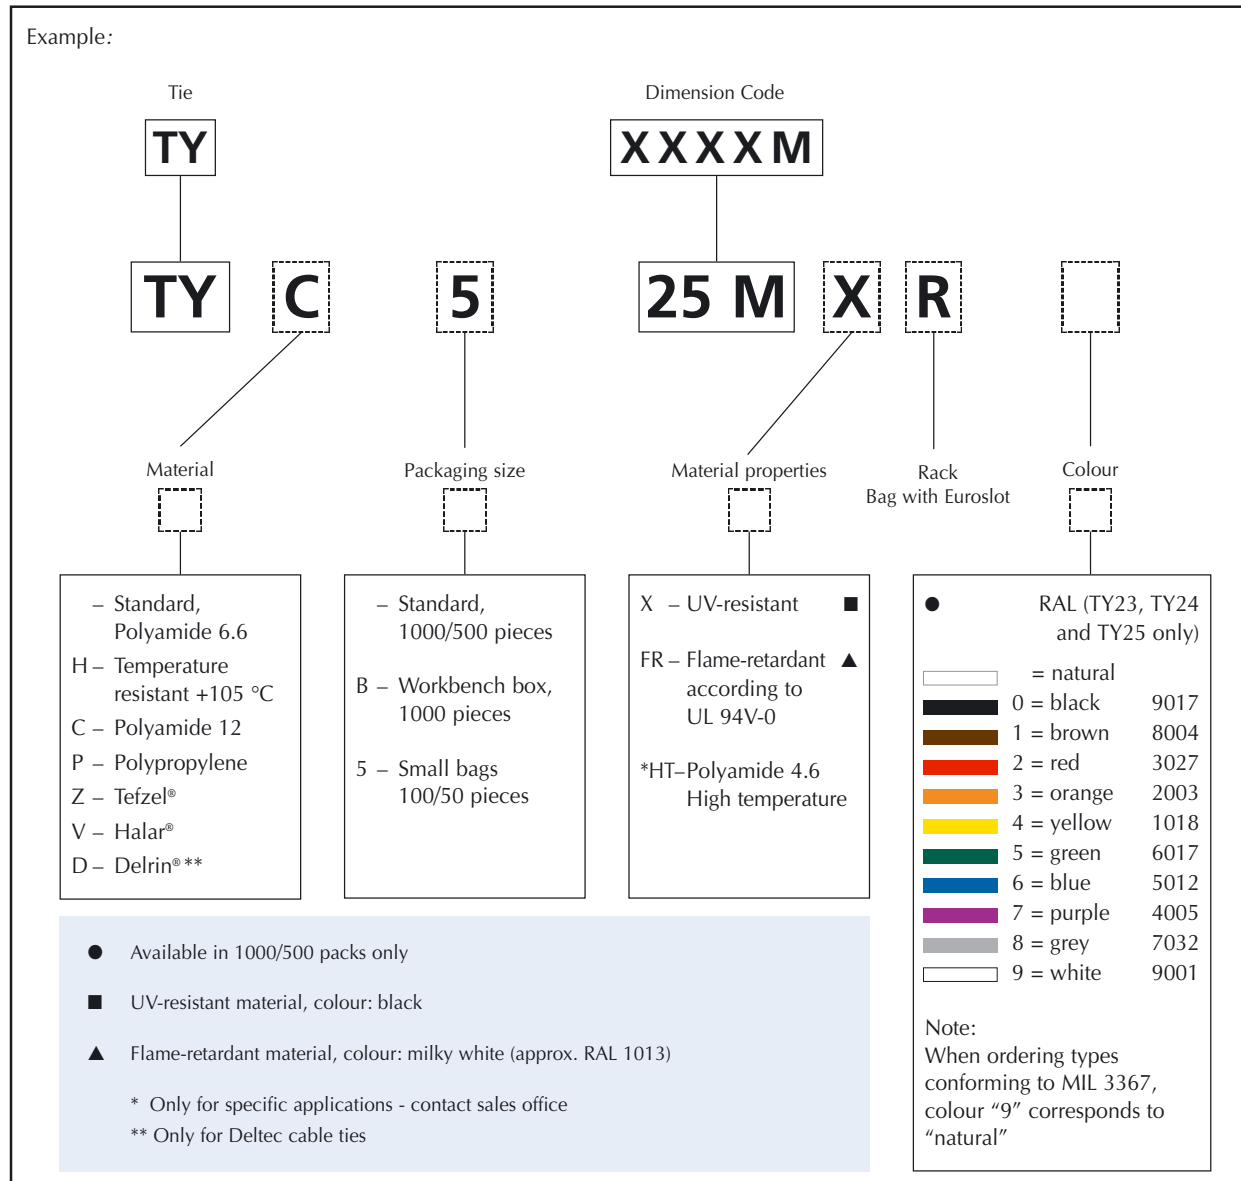 Example:
Tie
Dimension Code
TY
XXXXM
TY C 5 25 M X R
Material
Packaging size
Material properties
Rack
Bag with Euroslot
Colour
– Standard,
Polyamide 6.6
H – Temperature
resistant +105 °C
C – Polyamide 12
P – Polypropylene
Z – Tefzel®
V – Halar®
D – Delrin® **
– Standard,
1000/500 pieces
B – Workbench box,
1000 pieces
5 – Small bags
100/50 pieces
X – UV-resistant ■
FR – Flame-retardant ▲
according to
UL 94V-0
*HT–Polyamide 4.6
High temperature
● RAL (TY23, TY24
and TY25 only)
= natural
0 = black 9017
1 = brown 8004
2 = red 3027
3 = orange 2003
4 = yellow 1018
5 = green 6017
6 = blue 5012
7 = purple 4005
8 = grey 7032
9 = white 9001
Note:
When ordering types
conforming to MIL 3367,
colour “9” corresponds to
“natural”
● Available in 1000/500 packs only
■ UV-resistant material, colour: black
▲ Flame-retardant material, colour: milky white (approx. RAL 1013)
* Only for specific applications - contact sales office
** Only for Deltec cable ties